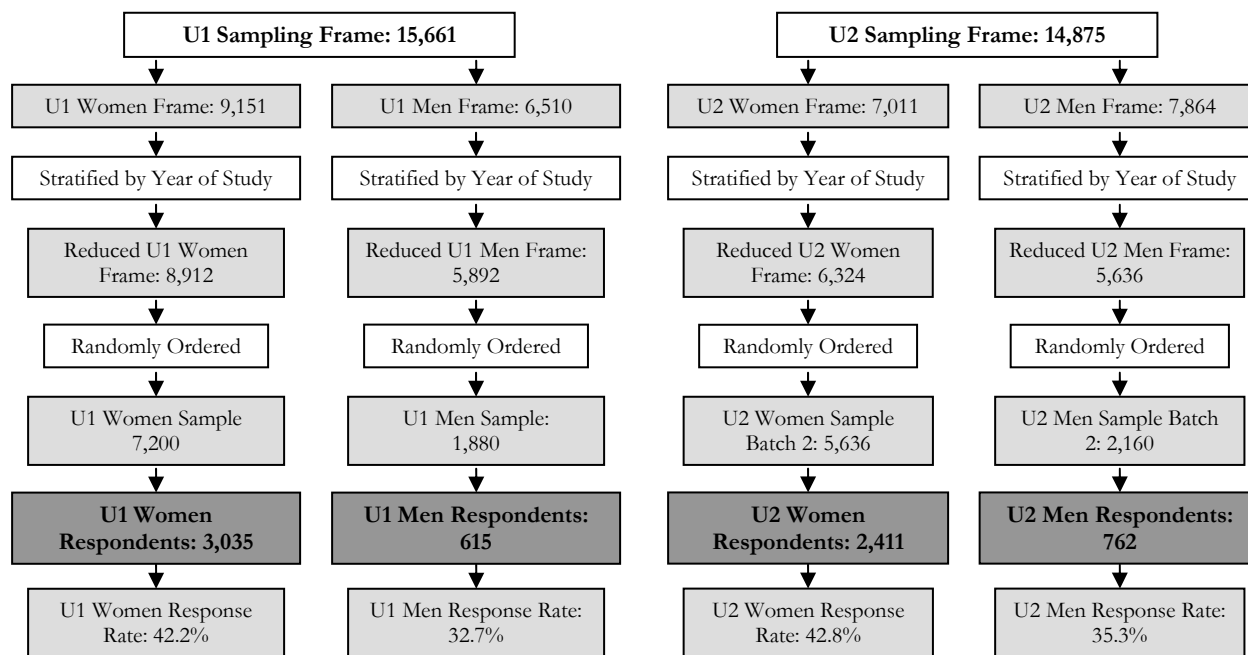 U1 Sampling Frame: 15,661
U1 Women Frame: 9,151
Stratified by Year of Study
Reduced U1 Women
Frame: 8,912
Randomly Ordered
U1 Women Sample
7,200
U1 Women
Respondents: 3,035
U1 Women Response
Rate: 42.2%
U1 Men Frame: 6,510
Stratified by Year of Study
Reduced U1 Men Frame:
5,892
Randomly Ordered
U1 Men Sample:
1,880
U1 Men Respondents:
615
U1 Men Response Rate:
32.7%
U2 Sampling Frame: 14,875
U2 Women Frame: 7,011
Stratified by Year of Study
Reduced U2 Women
Frame: 6,324
Randomly Ordered
U2 Women Sample
Batch 2: 5,636
U2 Women
Respondents: 2,411
U2 Women Response
Rate: 42.8%
U2 Men Frame: 7,864
Stratified by Year of Study
Reduced U2 Men Frame:
5,636
Randomly Ordered
U2 Men Sample Batch
2: 2,160
U2 Men Respondents:
762
U2 Men Response Rate:
35.3%